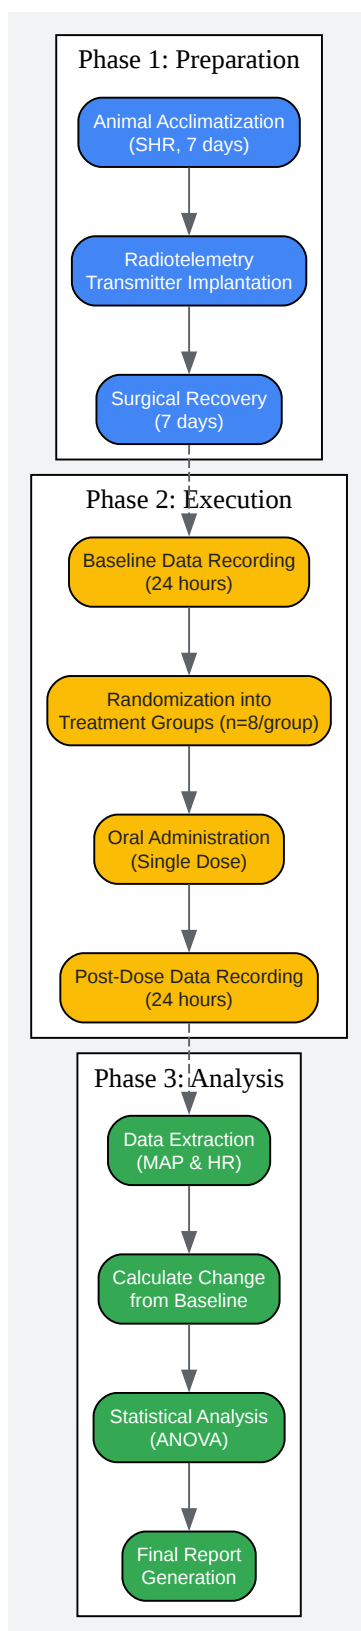 Phase 1: Preparation
Animal Acclimatization
(SHR, 7 days)
Radiotelemetry
Transmitter Implantation
Surgical Recovery
(7 days)
Phase 2: Execution
Baseline Data Recording
(24 hours)
Randomization into
Treatment Groups (n=8/group)
Oral Administration
(Single Dose)
Post-Dose Data Recording
(24 hours)
Phase 3: Analysis
Data Extraction
(MAP & HR)
Calculate Change
from Baseline
Statistical Analysis
(ANOVA)
Final Report
Generation